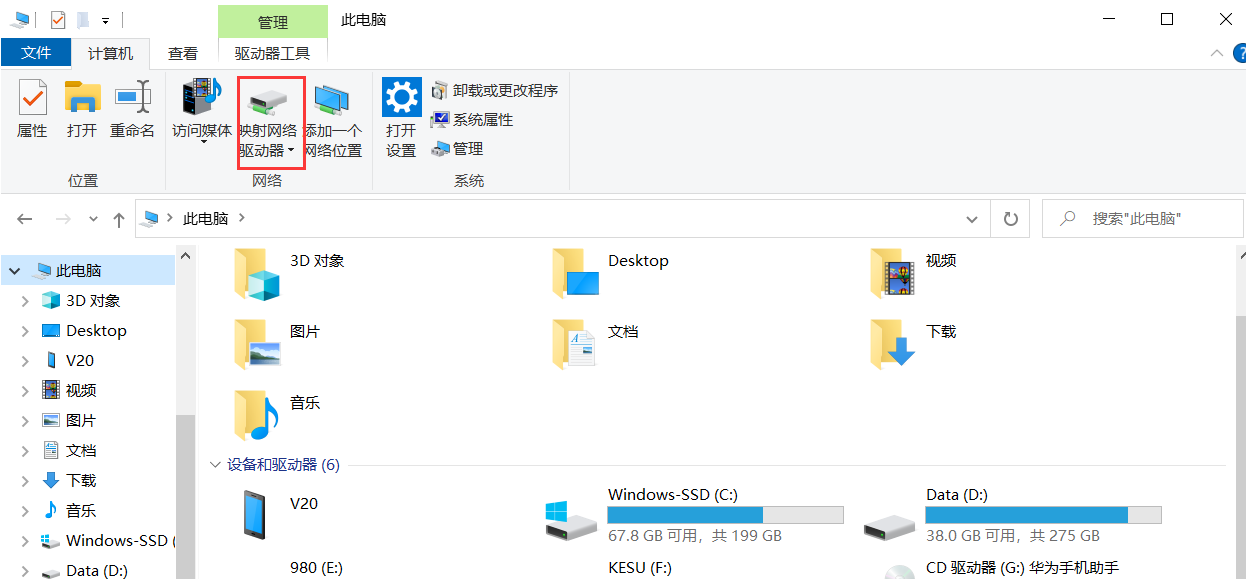 管理
此电脑
文件
计算机
查看
驱动器工具
属性
打开
重命名
访问媒体
映射网络
驱动器
添加一个
网络位置
打开
设置
卸载或更改程序
系统属性
管理
位置
网络
系统
此电脑
搜索"此电脑"
此电脑
3D 对象
Desktop
V20
视频
图片
文档
下载
音乐
Windows-SSD (
Data (D:)
3D 对象
Desktop
视频
图片
文档
下载
音乐
设备和驱动器 (6)
V20
Windows-SSD (C:)
67.8 GB 可用，共 199 GB
Data (D:)
38.0 GB 可用，共 275 GB
980 (E:)
KESU (F:)
CD 驱动器 (G:) 华为手机助手